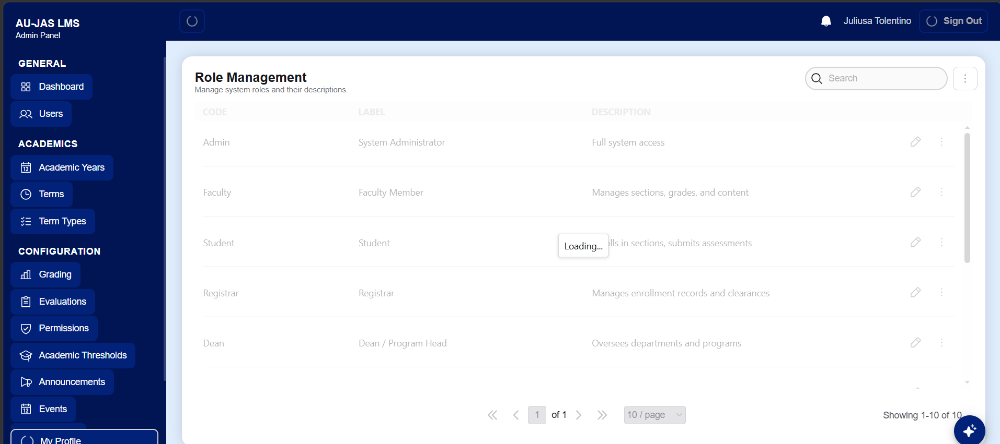 AU-JAS LMS
Admin Panel
Juliusa Tolentino
Sign Out
GENERAL
Dashboard
Users
ACADEMICS
Academic Years
Terms
Term Types
CONFIGURATION
Grading
Evaluations
Permissions
Academic Thresholds
Announcements
Events
My Profile
Role Management
Manage system roles and their descriptions.
Search
CODE LABEL DESCRIPTION
Admin System Administrator Full system access
Faculty Faculty Member Manages sections, grades, and content
Student Student in sections, submits assessments
Loading...
Registrar Registrar Manages enrollment records and clearances
Dean Dean / Program Head Oversees departments and programs
1 of 1 10 / page Showing 1-10 of 10